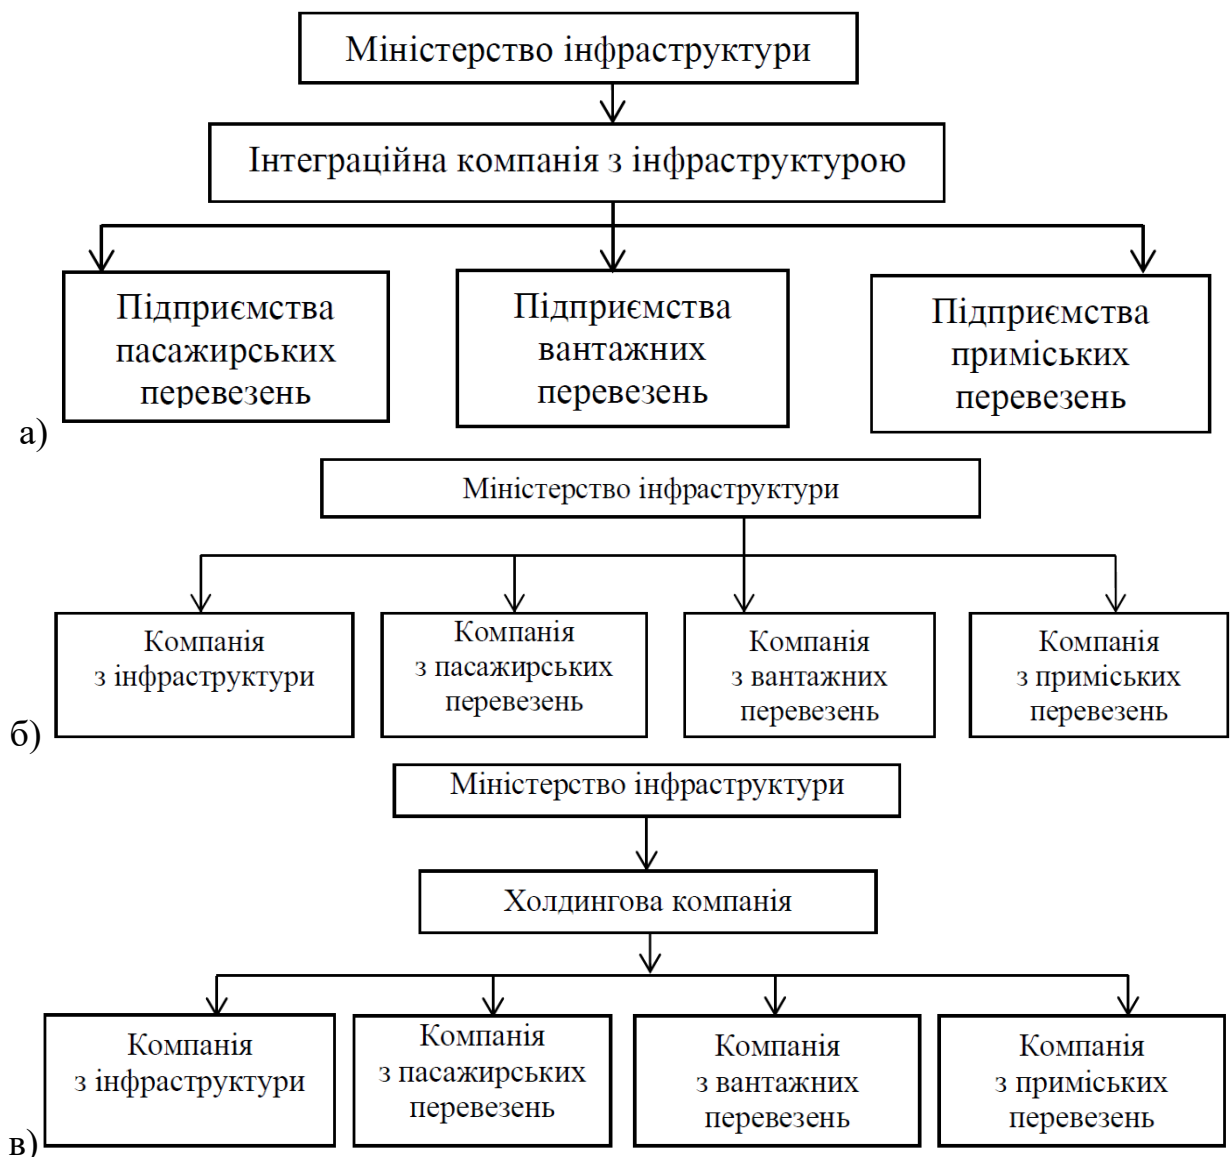 Міністерство інфраструктури
Інтеграційна компанія з інфраструктурою
Підприємства
пасажирських
перевезень
Підприємства
вантажних
перевезень
Підприємства
приміських
перевезень
а)
Міністерство інфраструктури
Компанія
з інфраструктури
Компанія
з пасажирських
перевезень
Компанія
з вантажних
перевезень
Компанія
з приміських
перевезень
б)
Міністерство інфраструктури
Холдингова компанія
Компанія
з інфраструктури
Компанія
з пасажирських
перевезень
Компанія
з вантажних
перевезень
Компанія
з приміських
перевезень
в)